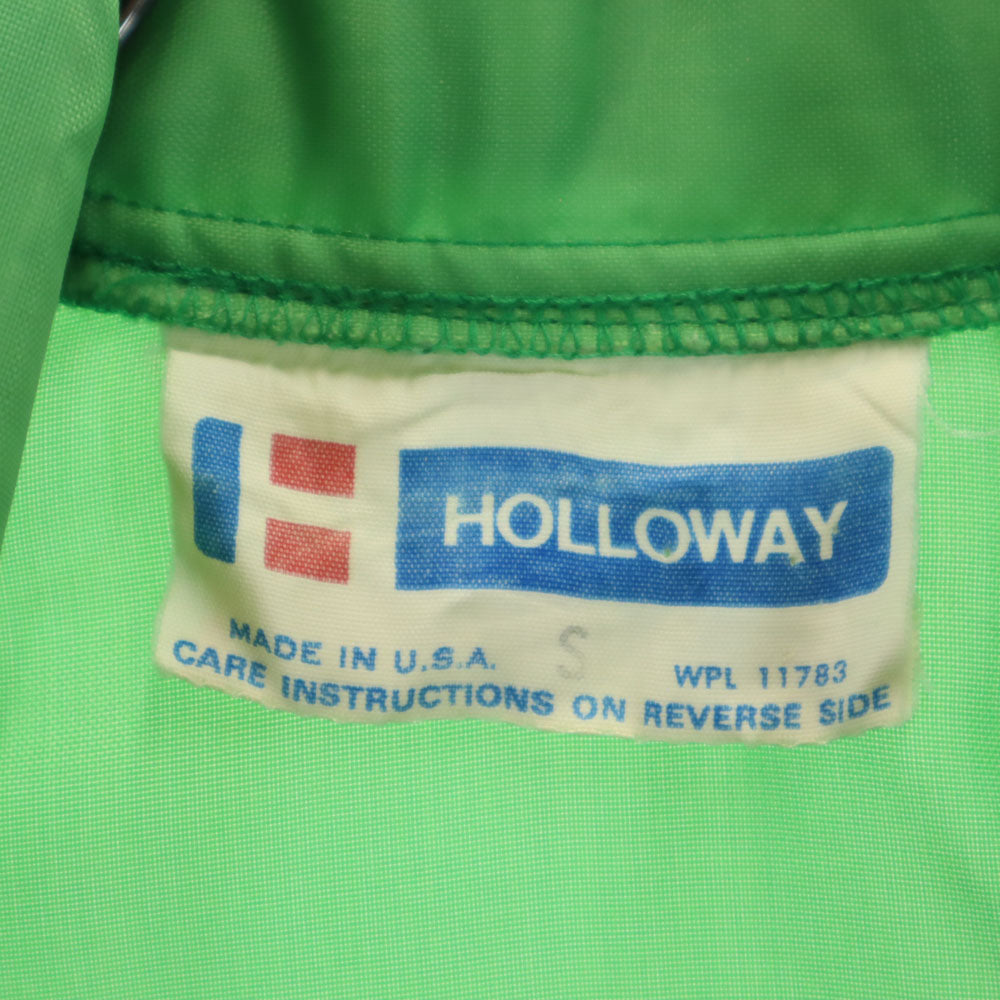 HOLLOWAY
MADE IN U.S.A. S WPL 11783
CARE INSTRUCTIONS ON REVERSE SIDE